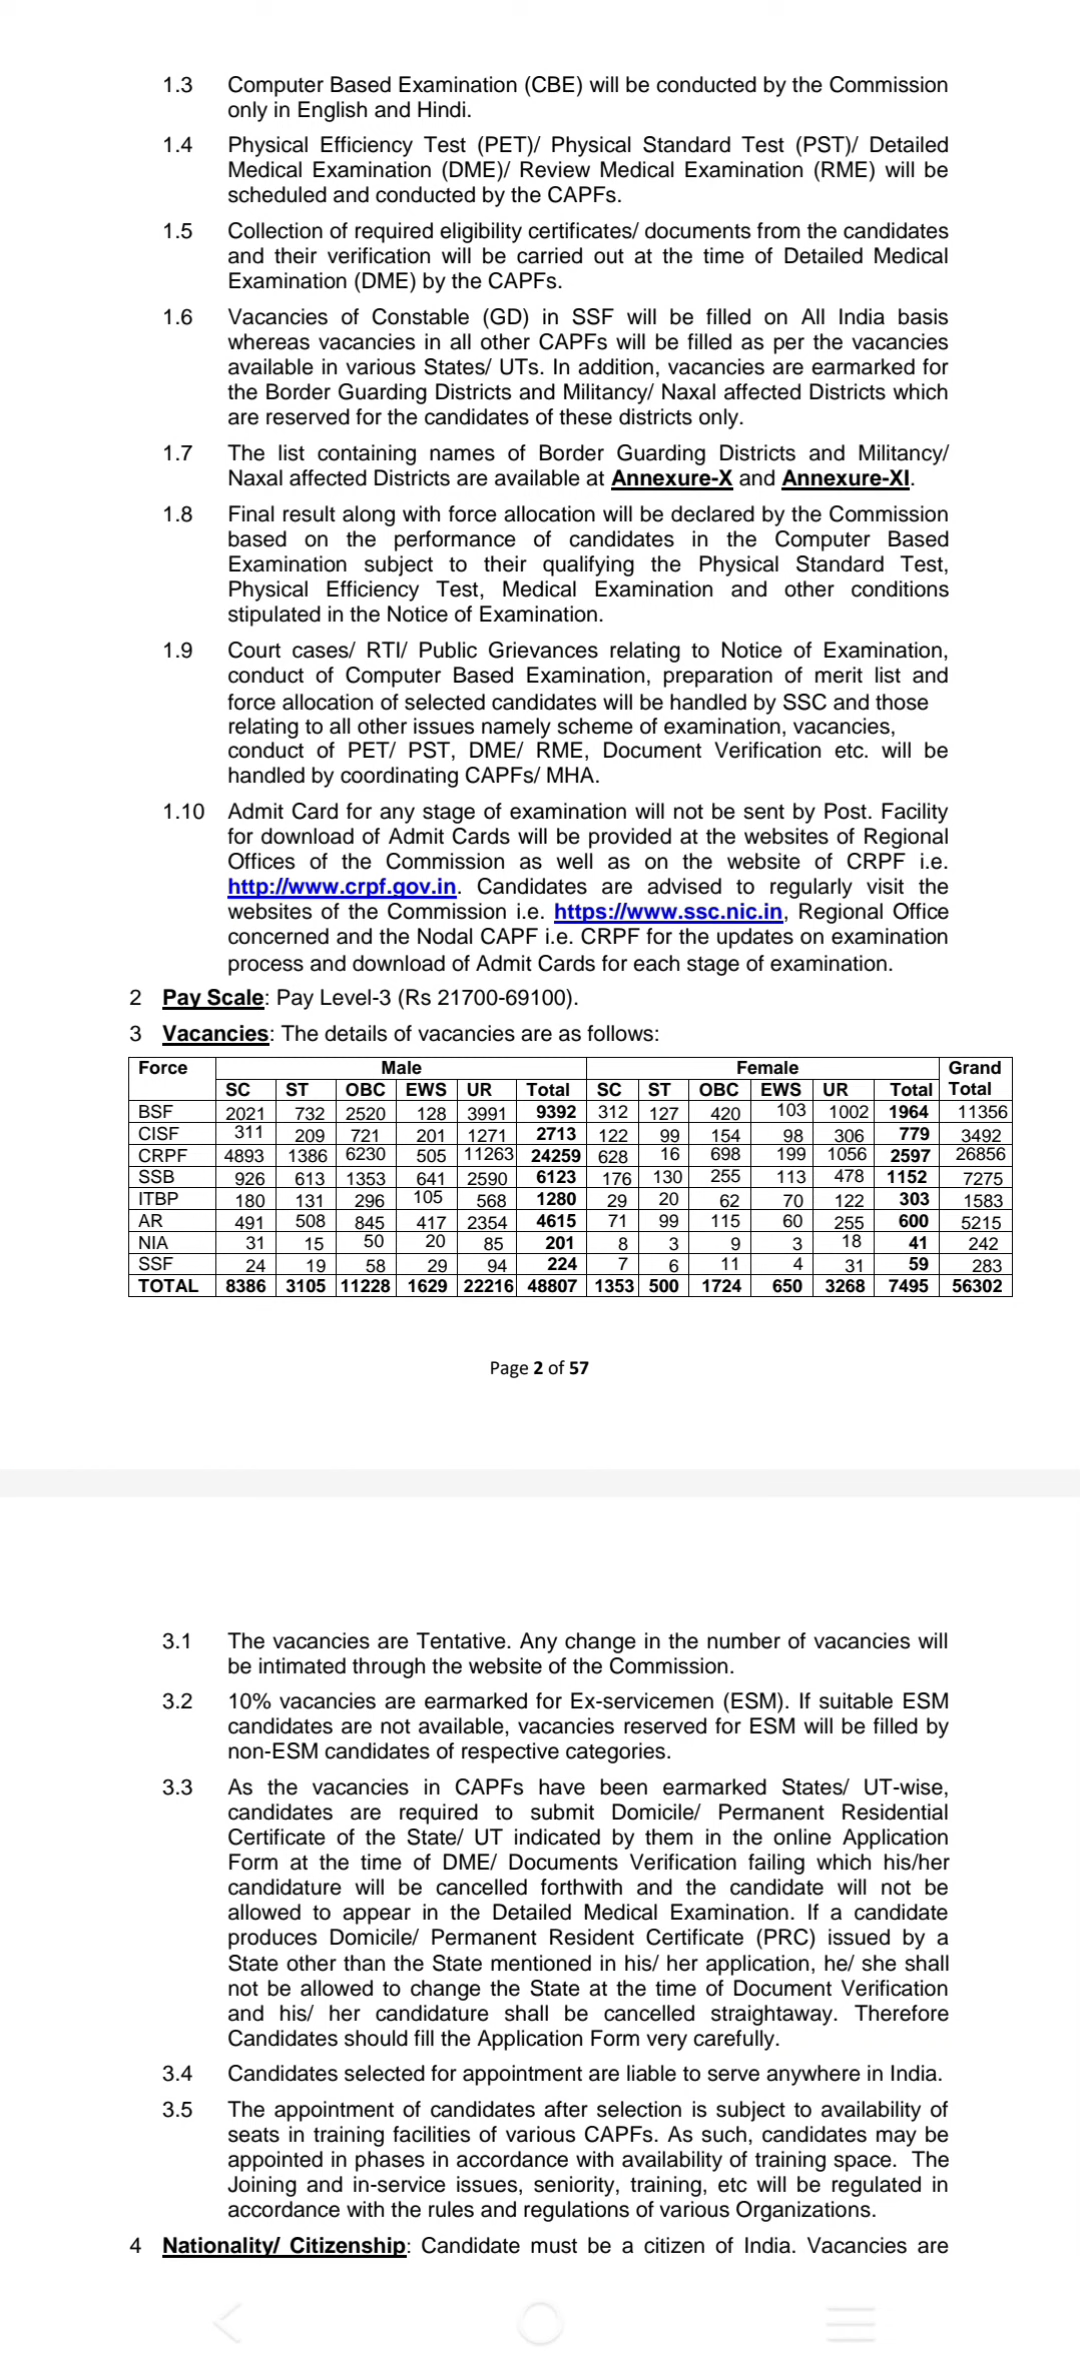 1.3 Computer Based Examination (CBE) will be conducted by the Commission
only in English and Hindi.
1.4 Physical Efficiency Test (PET)/ Physical Standard Test (PST)/ Detailed
Medical Examination (DME)/ Review Medical Examination (RME) will be
scheduled and conducted by the CAPFs.
1.5 Collection of required eligibility certificates/ documents from the candidates
and their verification will be carried out at the time of Detailed Medical
Examination (DME) by the CAPFs.
1.6 Vacancies of Constable (GD) in SSF will be filled on All India basis
whereas vacancies in all other CAPFs will be filled as per the vacancies
available in various States/ UTs. In addition, vacancies are earmarked for
the Border Guarding Districts and Militancy/ Naxal affected Districts which
are reserved for the candidates of these districts only.
1.7 The list containing names of Border Guarding Districts and Militancy/
Naxal affected Districts are available at Annexure-X and Annexure-XI.
1.8 Final result along with force allocation will be declared by the Commission
based on the performance of candidates in the Computer Based
Examination subject to their qualifying the Physical Standard Test,
Physical Efficiency Test, Medical Examination and other conditions
stipulated in the Notice of Examination.
1.9 Court cases/ RTI/ Public Grievances relating to Notice of Examination,
conduct of Computer Based Examination, preparation of merit list and
force allocation of selected candidates will be handled by SSC and those
relating to all other issues namely scheme of examination, vacancies,
conduct of PET/ PST, DME/ RME, Document Verification etc. will be
handled by coordinating CAPFs/ MHA.
1.10 Admit Card for any stage of examination will not be sent by Post. Facility
for download of Admit Cards will be provided at the websites of Regional
Offices of the Commission as well as on the website of CRPF i.e.
http://www.crpf.gov.in. Candidates are advised to regularly visit the
websites of the Commission i.e. https://www.ssc.nic.in, Regional Office
concerned and the Nodal CAPF i.e. CRPF for the updates on examination
process and download of Admit Cards for each stage of examination.
2 Pay Scale: Pay Level-3 (Rs 21700-69100).
3 Vacancies: The details of vacancies are as follows:
Force Male Female Grand
SC ST OBC EWS UR Total SC ST OBC EWS UR Total Total
BSF 2021 732 2520 128 3991 9392 312 127 420 103 1002 1964 11356
CISF 311 209 721 201 1271 2713 122 99 154 98 306 779 3492
CRPF 4893 1386 6230 505 11263 24259 628 16 698 199 1056 2597 26856
SSB 926 613 1353 641 2590 6123 176 130 255 113 478 1152 7275
ITBP 180 131 296 105 568 1280 29 20 62 70 122 303 1583
AR 491 508 845 417 2354 4615 71 99 115 60 255 600 5215
NIA 31 15 50 20 85 201 8 3 9 3 18 41 242
SSF 24 19 58 29 94 224 7 6 11 4 31 59 283
TOTAL 8386 3105 11228 1629 22216 48807 1353 500 1724 650 3268 7495 56302
Page 2 of 57
3.1 The vacancies are Tentative. Any change in the number of vacancies will
be intimated through the website of the Commission.
3.2 10% vacancies are earmarked for Ex-servicemen (ESM). If suitable ESM
candidates are not available, vacancies reserved for ESM will be filled by
non-ESM candidates of respective categories.
3.3 As the vacancies in CAPFs have been earmarked States/ UT-wise,
candidates are required to submit Domicile/ Permanent Residential
Certificate of the State/ UT indicated by them in the online Application
Form at the time of DME/ Documents Verification failing which his/her
candidature will be cancelled forthwith and the candidate will not be
allowed to appear in the Detailed Medical Examination. If a candidate
produces Domicile/ Permanent Resident Certificate (PRC) issued by a
State other than the State mentioned in his/ her application, he/ she shall
not be allowed to change the State at the time of Document Verification
and his/ her candidature shall be cancelled straightaway. Therefore
Candidates should fill the Application Form very carefully.
3.4 Candidates selected for appointment are liable to serve anywhere in India.
3.5 The appointment of candidates after selection is subject to availability of
seats in training facilities of various CAPFs. As such, candidates may be
appointed in phases in accordance with availability of training space. The
Joining and in-service issues, seniority, training, etc will be regulated in
accordance with the rules and regulations of various Organizations.
4 Nationality/ Citizenship: Candidate must be a citizen of India. Vacancies are